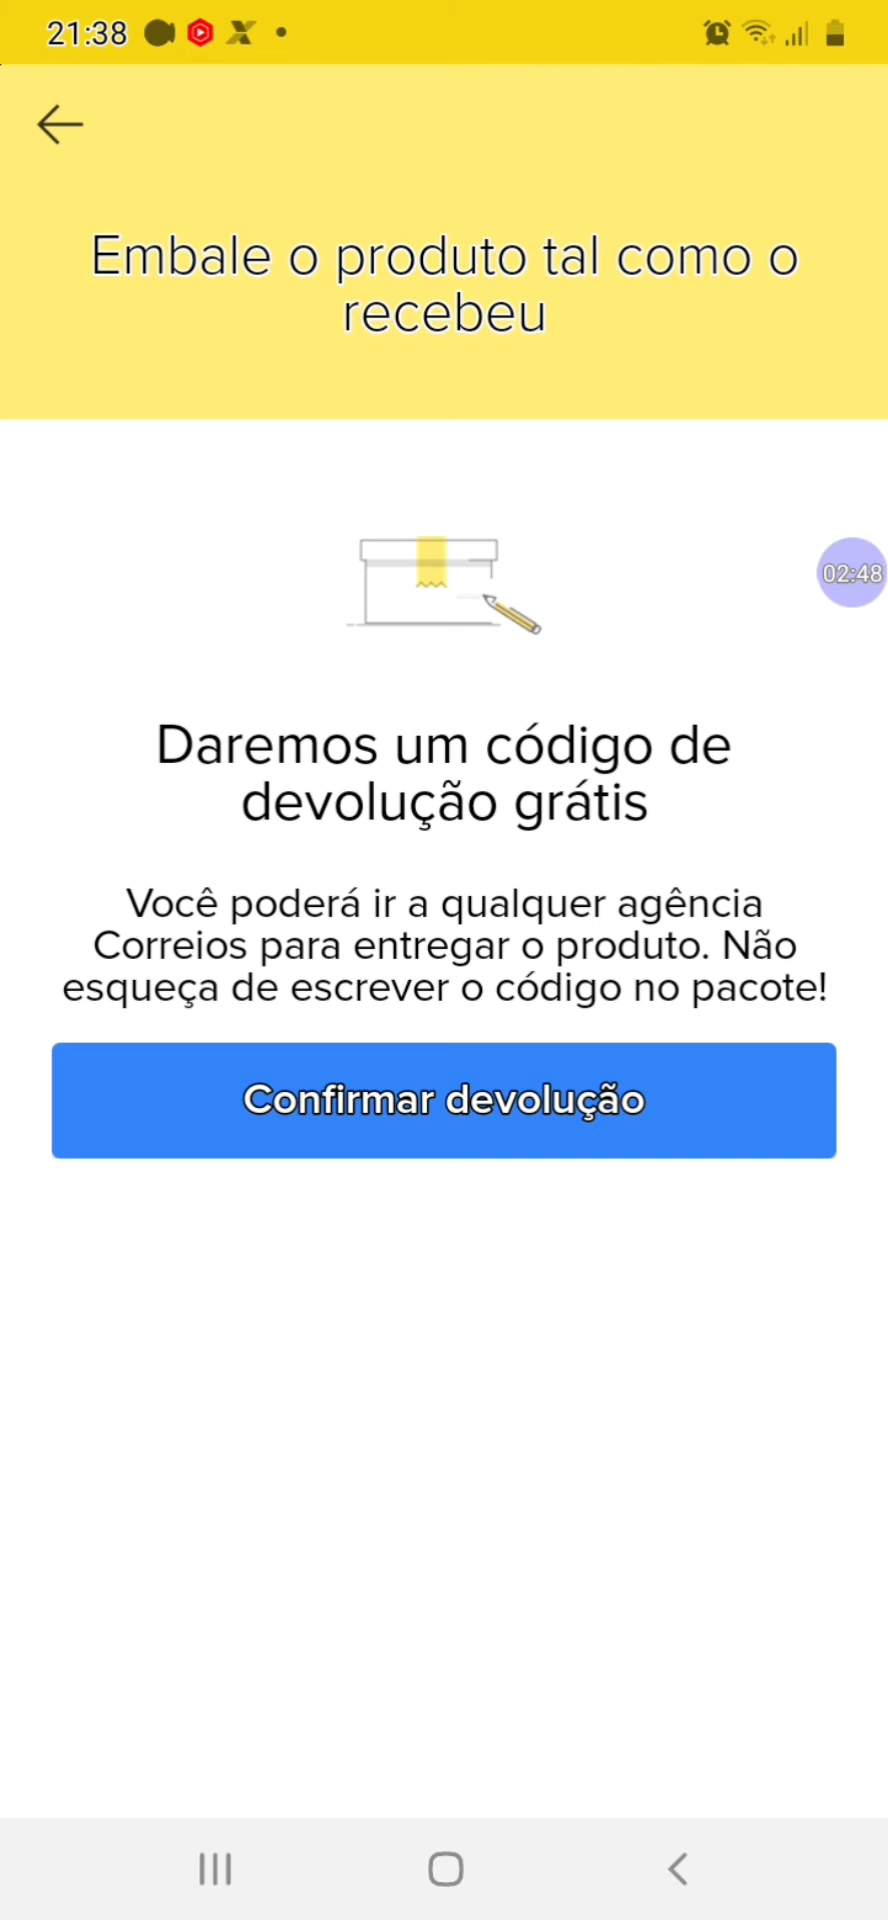 21:38
Embale o produto tal como o
recebeu
02:48
Daremos um código de
devolução grátis
Você poderá ir a qualquer agência
Correios para entregar o produto. Não
esqueça de escrever o código no pacote!
Confirmar devolução